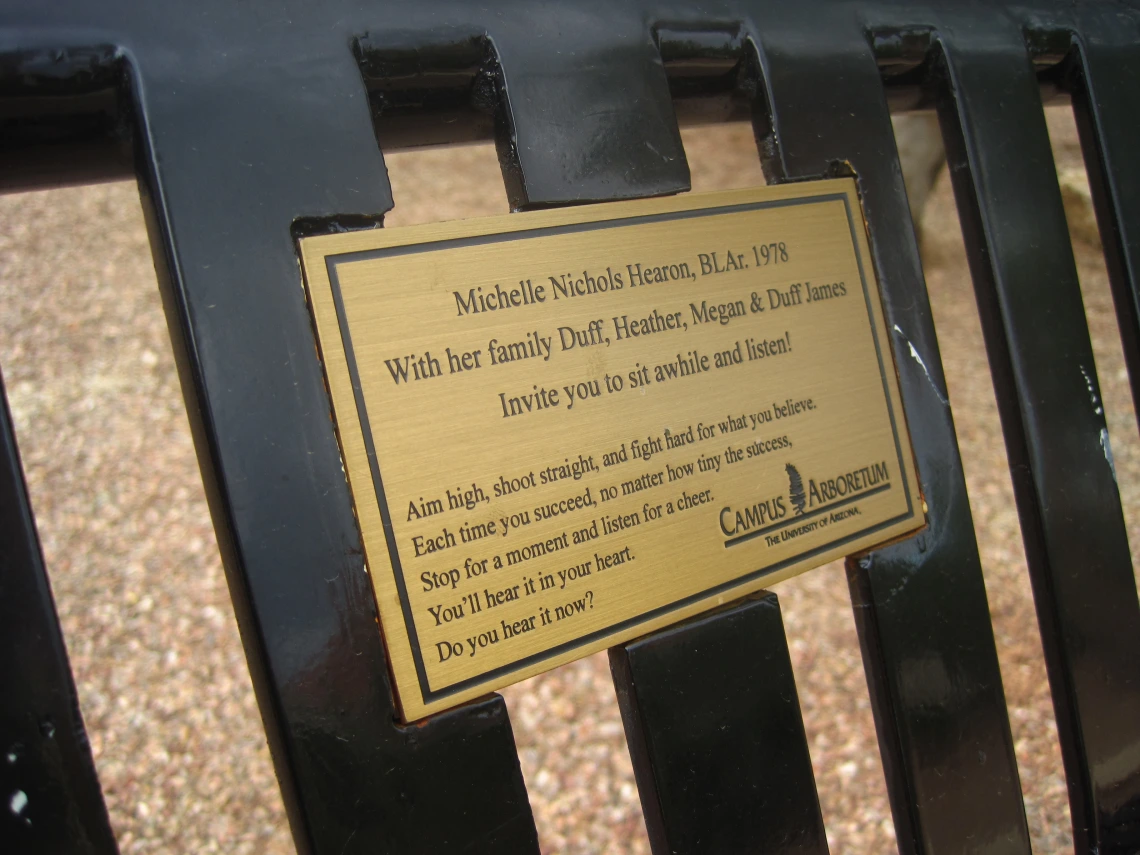 Michelle Nichols Hearon, BLAr. 1978
With her family Duff, Heather, Megan & Duff James
Invite you to sit awhile and listen!
Aim high, shoot straight, and fight hard for what you believe.
Each time you succeed, no matter how tiny the success,
Stop for a moment and listen for a cheer.
You'll hear it in your heart.
Do you hear it now?
CAMPUS ARBORETUM
THE UNIVERSITY OF ARIZONA.